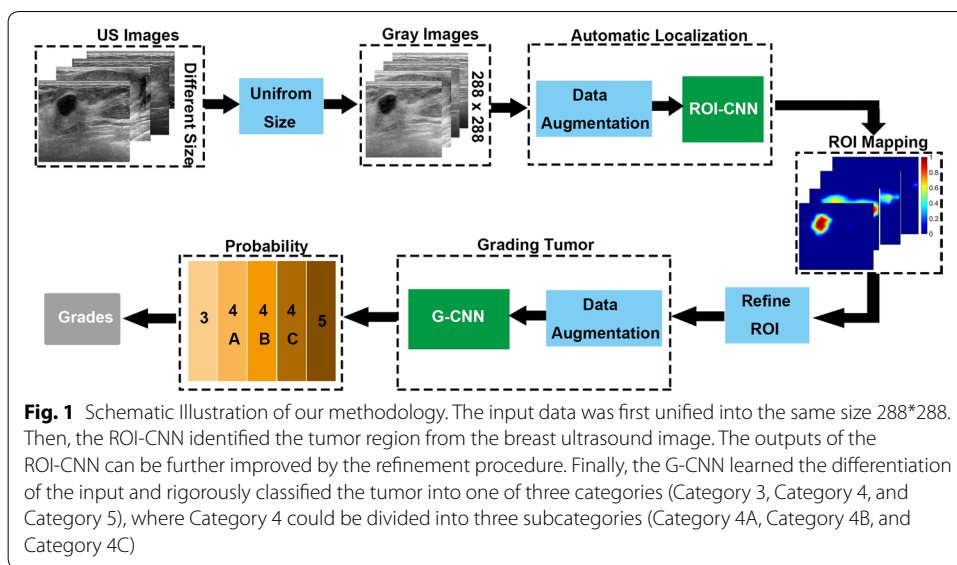 US Images
Different Size
Unifrom
Size
Gray Images
288 x 288
Automatic Localization
Data
Augmentation
ROI-CNN
ROI Mapping
1
0.8
0.6
0.4
0.2
0
Refine
ROI
Grading Tumor
Data
Augmentation
G-CNN
Probability
3
4
A
4
B
4
C
5
Grades
Fig. 1 Schematic Illustration of our methodology. The input data was first unified into the same size 288*288.
Then, the ROI-CNN identified the tumor region from the breast ultrasound image. The outputs of the
ROI-CNN can be further improved by the refinement procedure. Finally, the G-CNN learned the differentiation
of the input and rigorously classified the tumor into one of three categories (Category 3, Category 4, and
Category 5), where Category 4 could be divided into three subcategories (Category 4A, Category 4B, and
Category 4C)